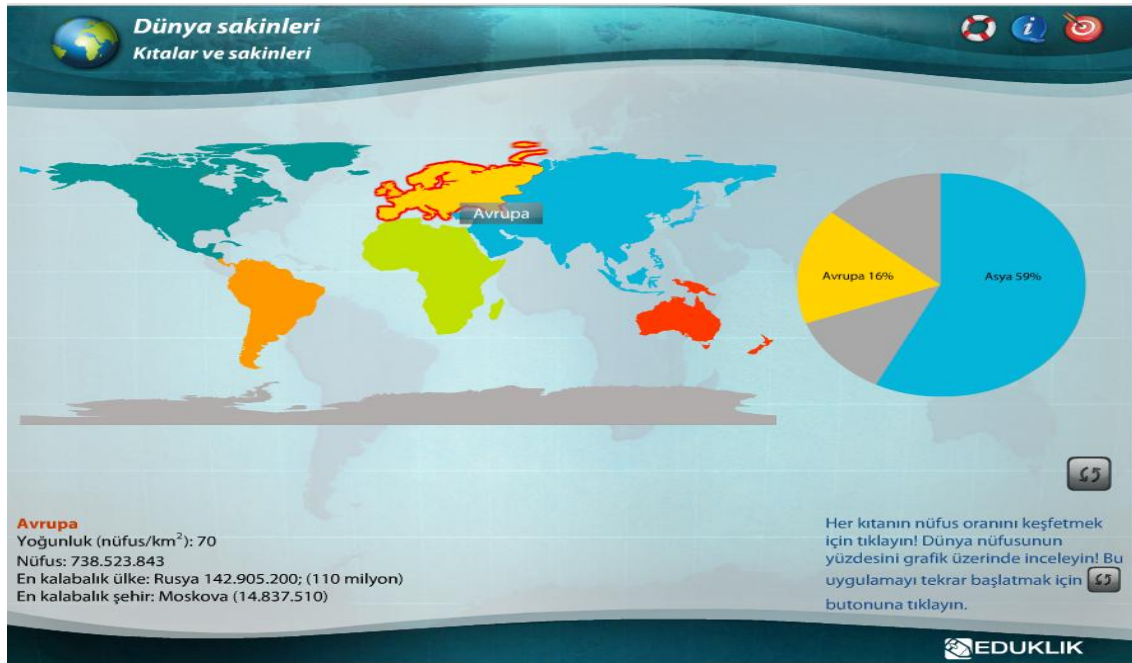 Dünya sakinleri
Kıtalar ve sakinleri
Avrupa
Avrupa 16%
Asya 59%
Avrupa
Yoğunluk (nüfus/km²): 70
Nüfus: 738.523.843
En kalabalık ülke: Rusya 142.905.200; (110 milyon)
En kalabalık şehir: Moskova (14.837.510)
Her kıtanın nüfus oranını keşfetmek
için tıklayın! Dünya nüfusunun
yüzdesini grafik üzerinde inceleyin! Bu
uygulamayı tekrar başlatmak için
butonuna tıklayın.
EDUKLIK